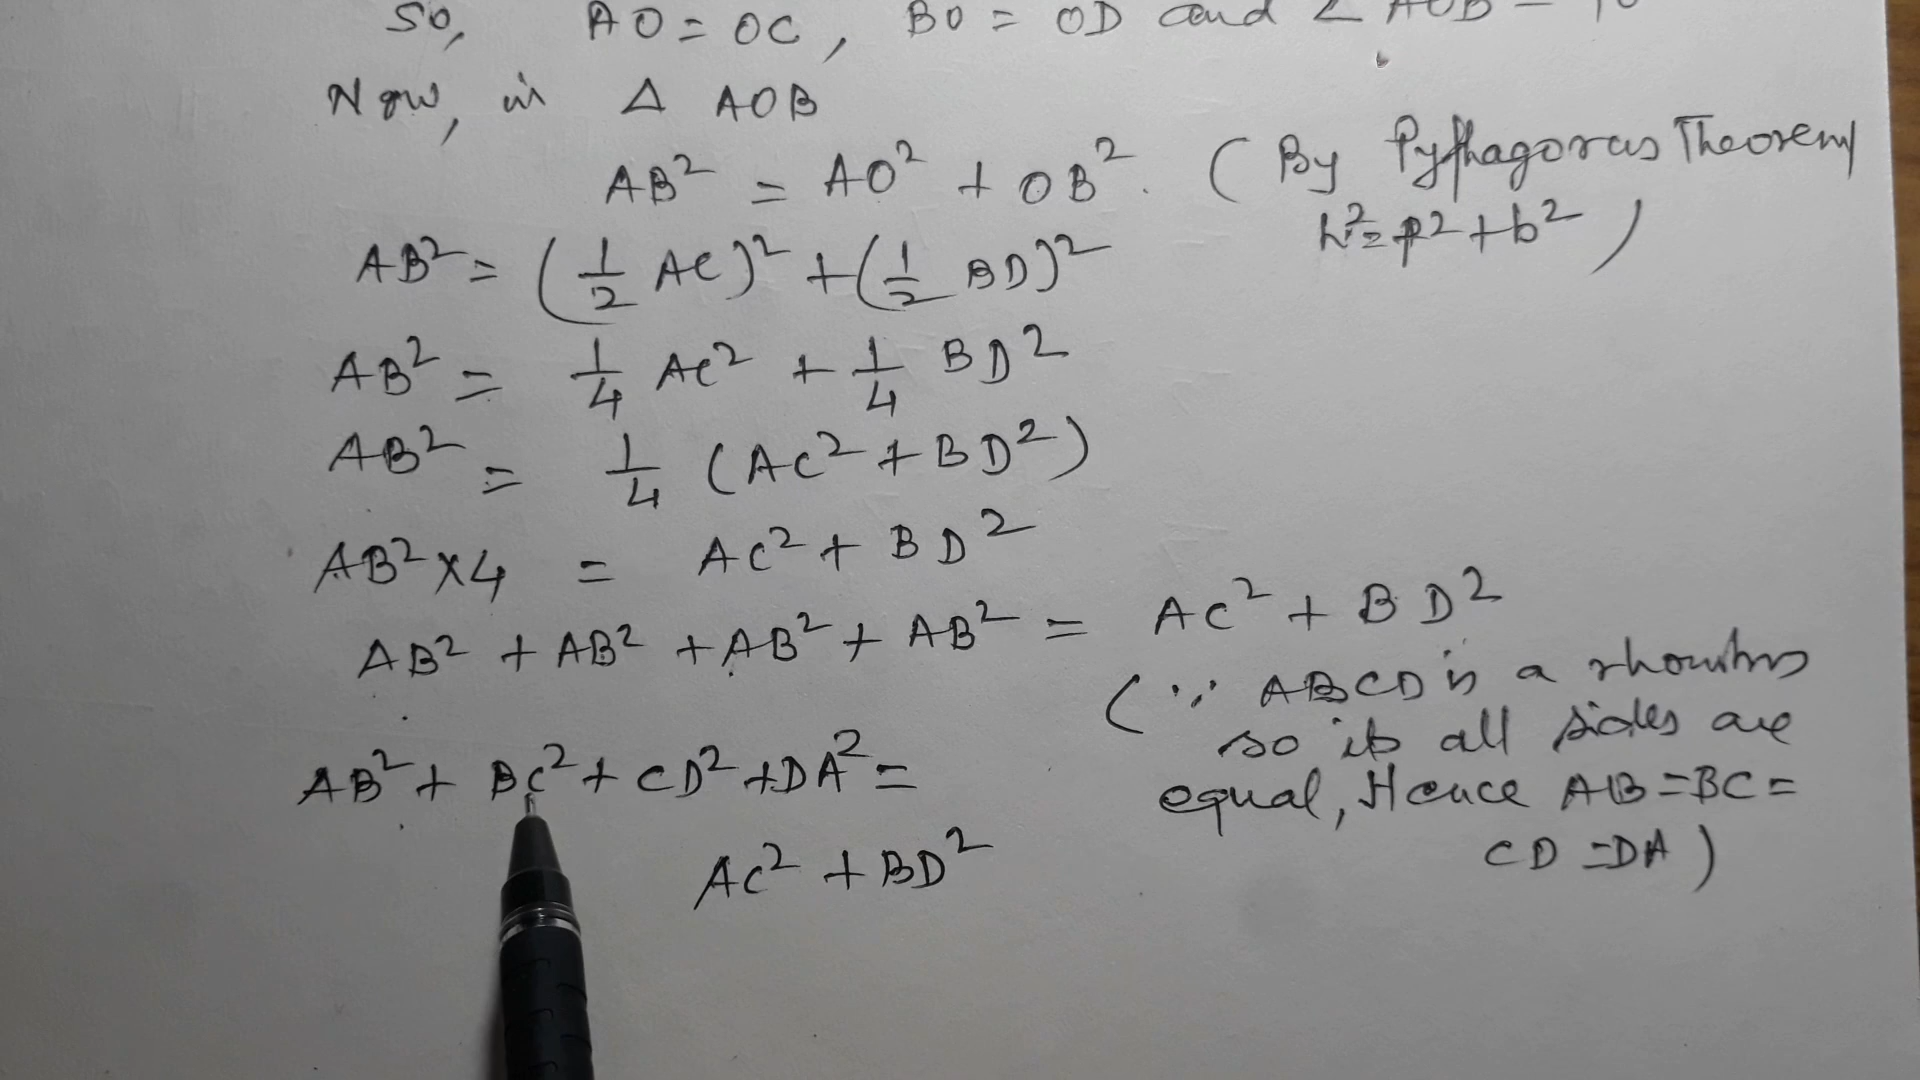 So, AO = OC, BO = OD and ∠ AOB =
Now, in Δ AOB
AB² = AO² + OB². (By Pythagoras Theorem
h² = p² + b²)
AB² = (1/2 AC)² + (1/2 BD)²
AB² = 1/4 AC² + 1/4 BD²
AB² = 1/4 (AC² + BD²)
AB² × 4 = AC² + BD²
AB² + AB² + AB² + AB² = AC² + BD²
(∵ ABCD is a rhombus
so its all sides are
equal, Hence AB = BC =
CD = DA)
AB² + BC² + CD² + DA² =
AC² + BD²